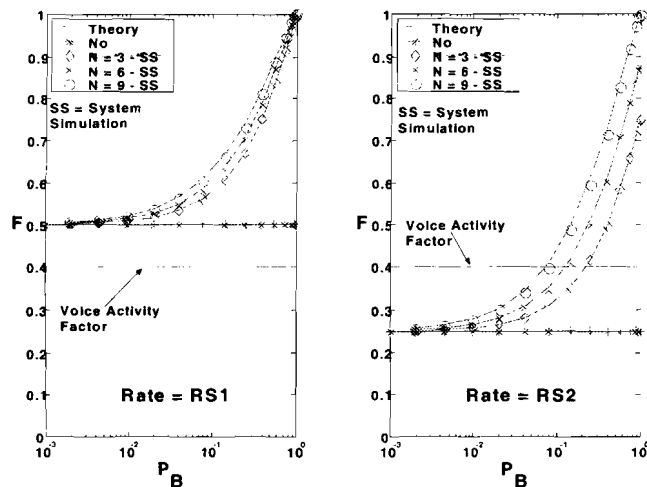 1
0.9
0.8
0.7
0.6
F 0.5
0.4
0.3
0.2
0.1
0
Theory
No
N = 3 - SS
N = 6 - SS
N = 9 - SS
SS = System
Simulation
Voice Activity
Factor
Rate = RS1
10⁻³ 10⁻² 10⁻¹ 10⁰
P_B
1
0.9
0.8
0.7
0.6
F 0.5
0.4
0.3
0.2
0.1
0
Theory
No
N = 3 - SS
N = 6 - SS
N = 9 - SS
SS = System
Simulation
Voice Activity
Factor
Rate = RS2
10⁻³ 10⁻² 10⁻¹ 10⁰
P_B